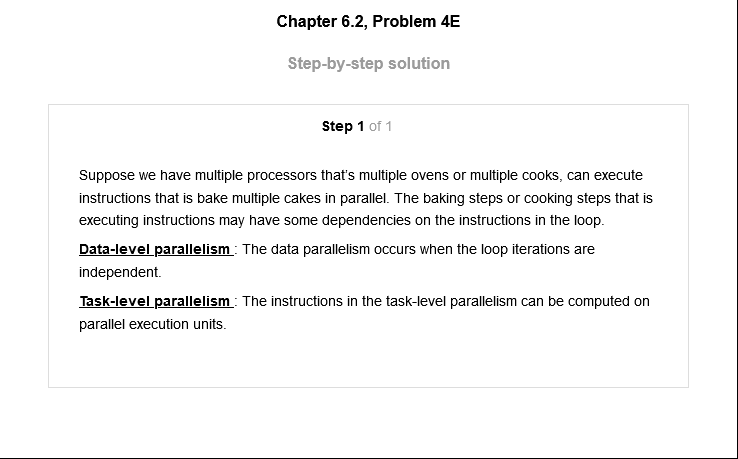 Chapter 6.2, Problem 4E
Step-by-step solution
Step 1 of 1
Suppose we have multiple processors that's multiple ovens or multiple cooks, can execute
instructions that is bake multiple cakes in parallel. The baking steps or cooking steps that is
executing instructions may have some dependencies on the instructions in the loop.
Data-level parallelism : The data parallelism occurs when the loop iterations are
independent.
Task-level parallelism : The instructions in the task-level parallelism can be computed on
parallel execution units.